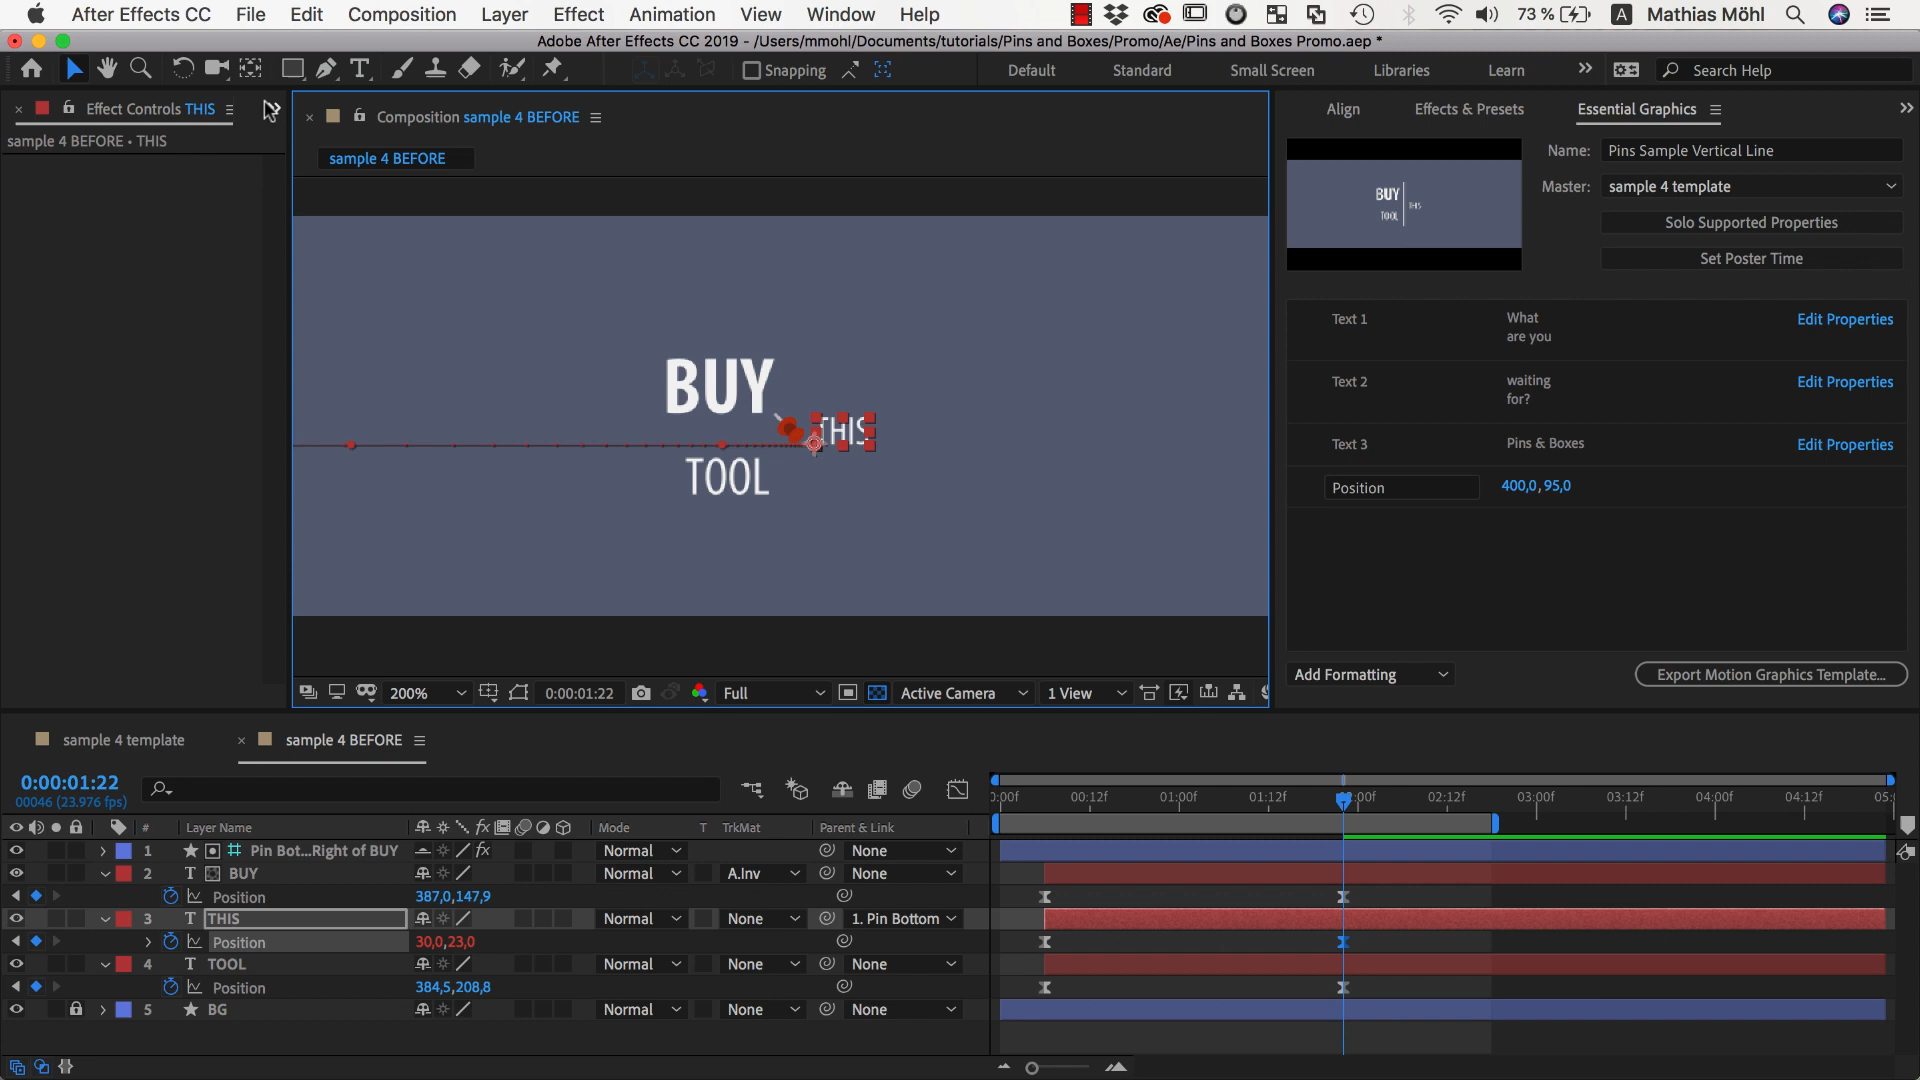 After Effects CC File Edit Composition Layer Effect Animation View Window Help 73 % A Mathias Möhl
Adobe After Effects CC 2019 - /Users/mmohl/Documents/tutorials/Pins and Boxes/Promo/Ae/Pins and Boxes Promo.aep *
Snapping Default Standard Small Screen Libraries Learn Search Help
Effect Controls THIS
sample 4 BEFORE • THIS
Composition sample 4 BEFORE
sample 4 BEFORE
BUY
THIS
TOOL
200% 0:00:01:22 Full Active Camera 1 View
Align Effects & Presets Essential Graphics
BUY
TOOL
THIS
Name: Pins Sample Vertical Line
Master: sample 4 template
Solo Supported Properties
Set Poster Time
Text 1 What Edit Properties
are you
Text 2 waiting Edit Properties
for?
Text 3 Pins & Boxes Edit Properties
Position 400,0,95,0
Add Formatting Export Motion Graphics Template...
sample 4 template sample 4 BEFORE
0:00:01:22
00046 (23.976 fps)
00f 00:12f 01:00f 01:12f 00f 02:12f 03:00f 03:12f 04:00f 04:12f 05:
# Layer Name fx Mode T TrkMat Parent & Link
1 Pin Bot...Right of BUY fx Normal None
2 T BUY Normal A.Inv None
Position 387,0,147,9
3 T THIS Normal None 1. Pin Bottom
Position 30,0,23,0
4 T TOOL Normal None None
Position 384,5,208,8
5 BG Normal None None